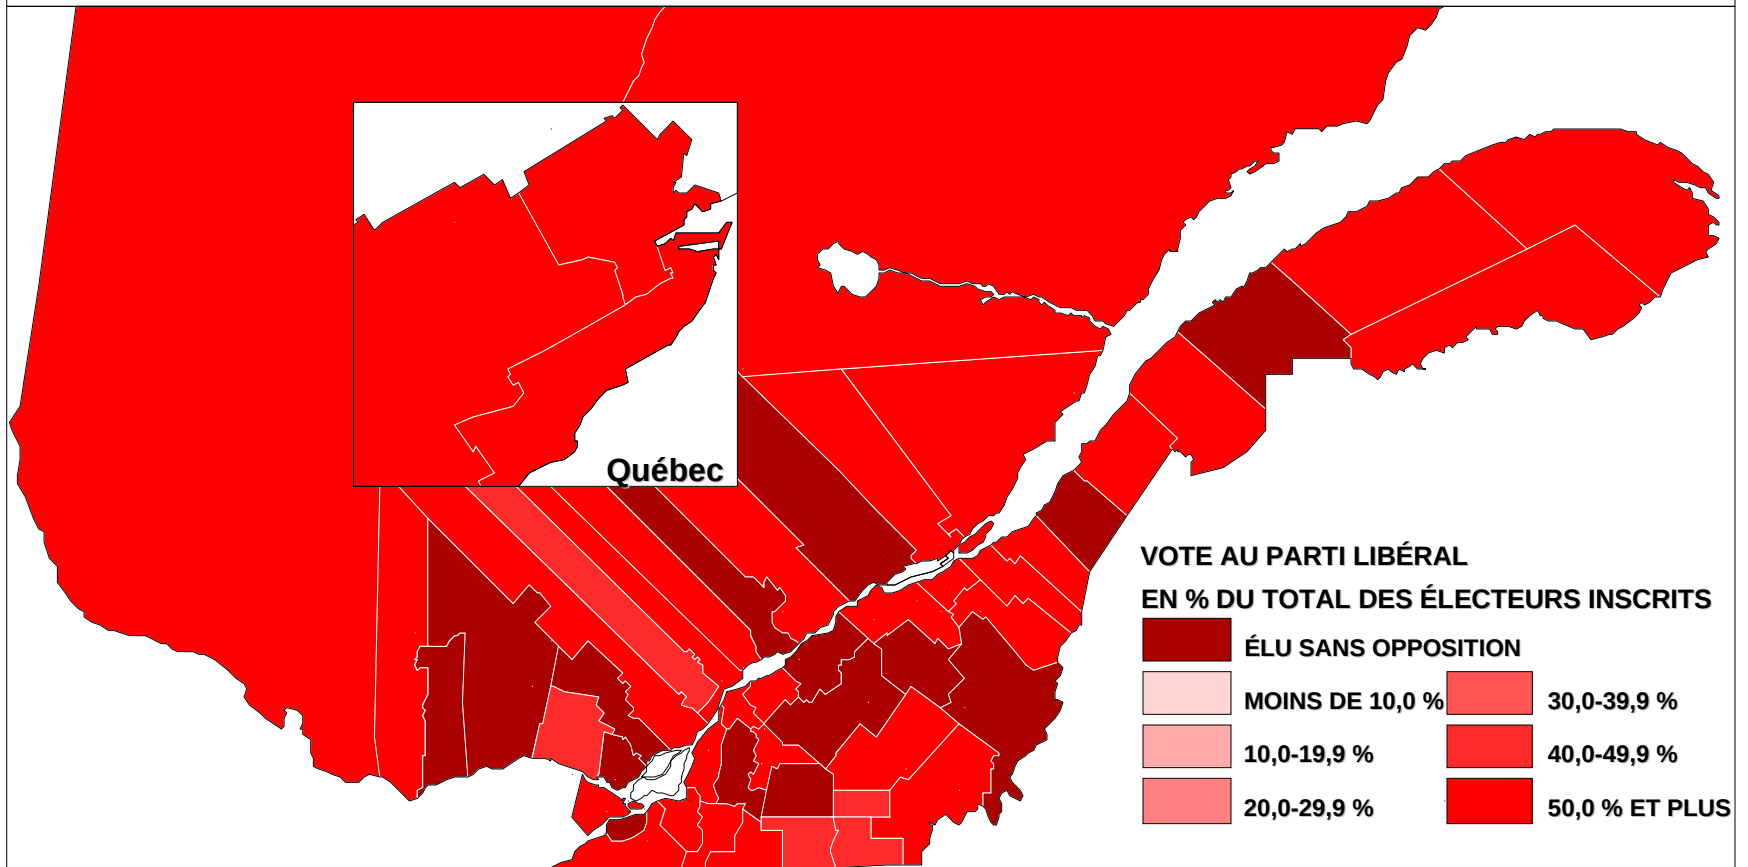 Québec
VOTE AU PARTI LIBÉRAL
EN % DU TOTAL DES ÉLECTEURS INSCRITS
ÉLU SANS OPPOSITION
MOINS DE 10,0 %
30,0-39,9 %
10,0-19,9 %
40,0-49,9 %
20,0-29,9 %
50,0 % ET PLUS